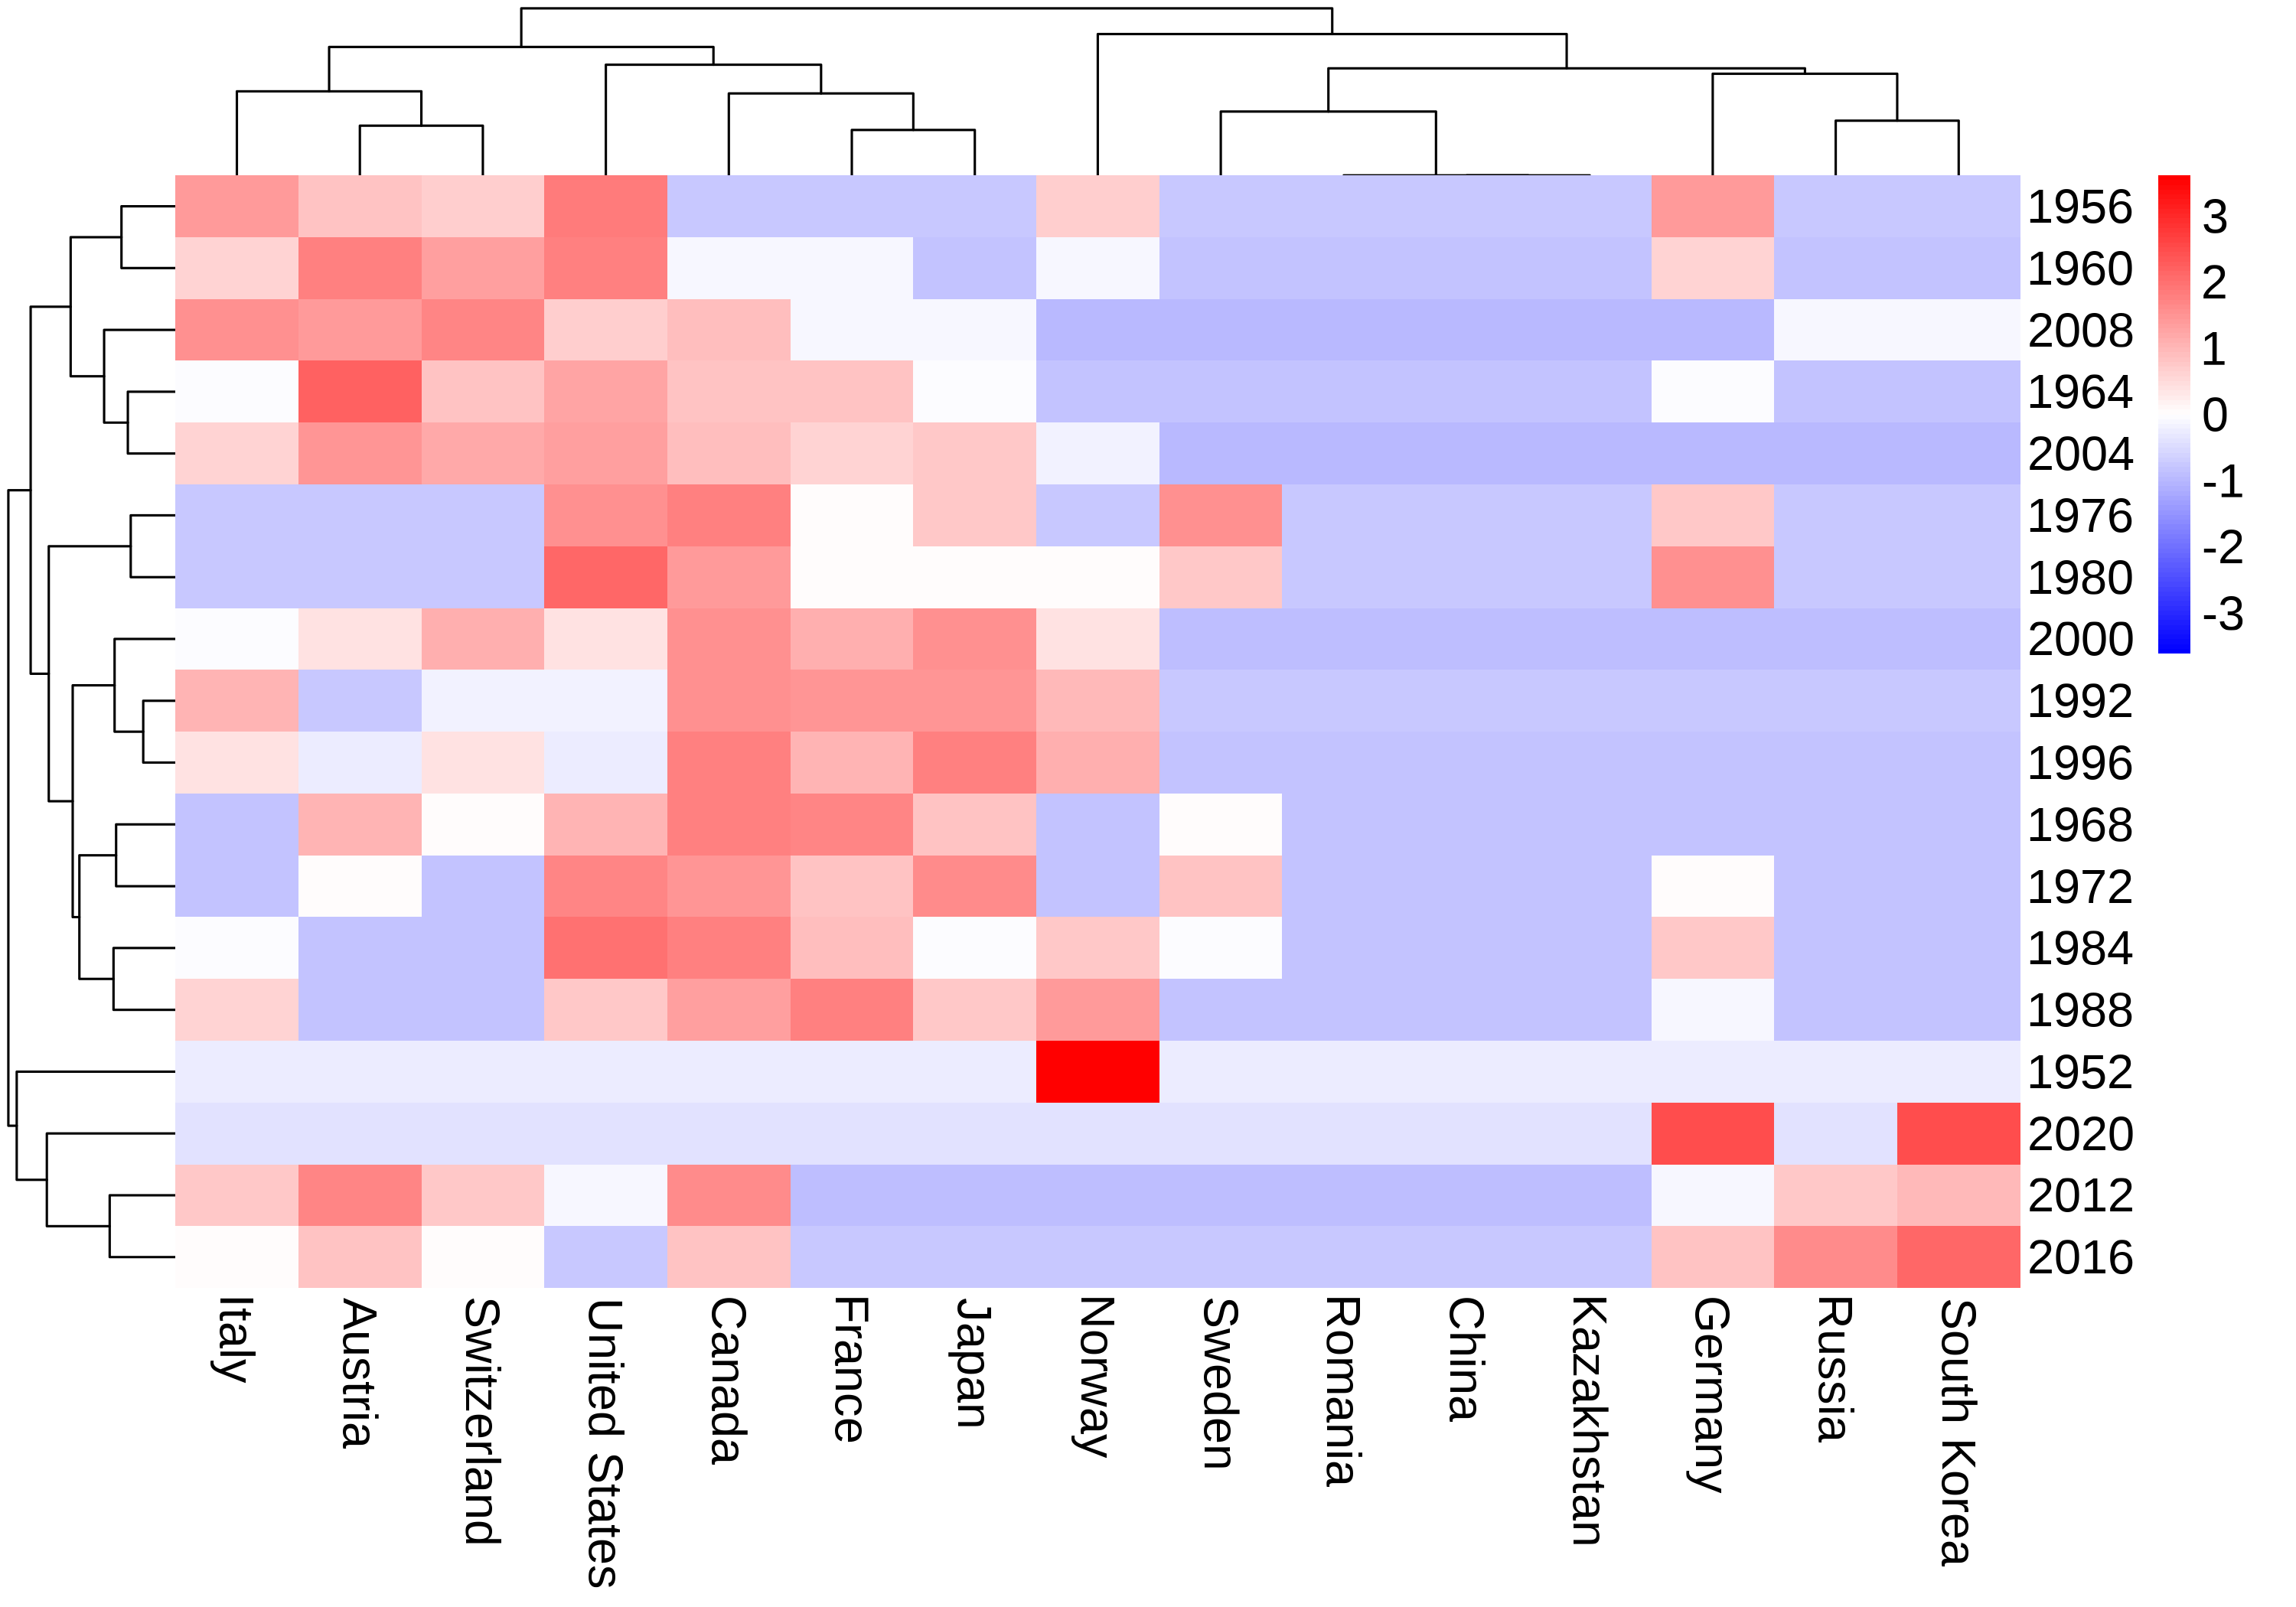 1956
1960
2008
1964
2004
1976
1980
2000
1992
1996
1968
1972
1984
1988
1952
2020
2012
2016
3
2
1
0
-1
-2
-3
Italy
Austria
Switzerland
United States
Canada
France
Japan
Norway
Sweden
Romania
China
Kazakhstan
Germany
Russia
South Korea